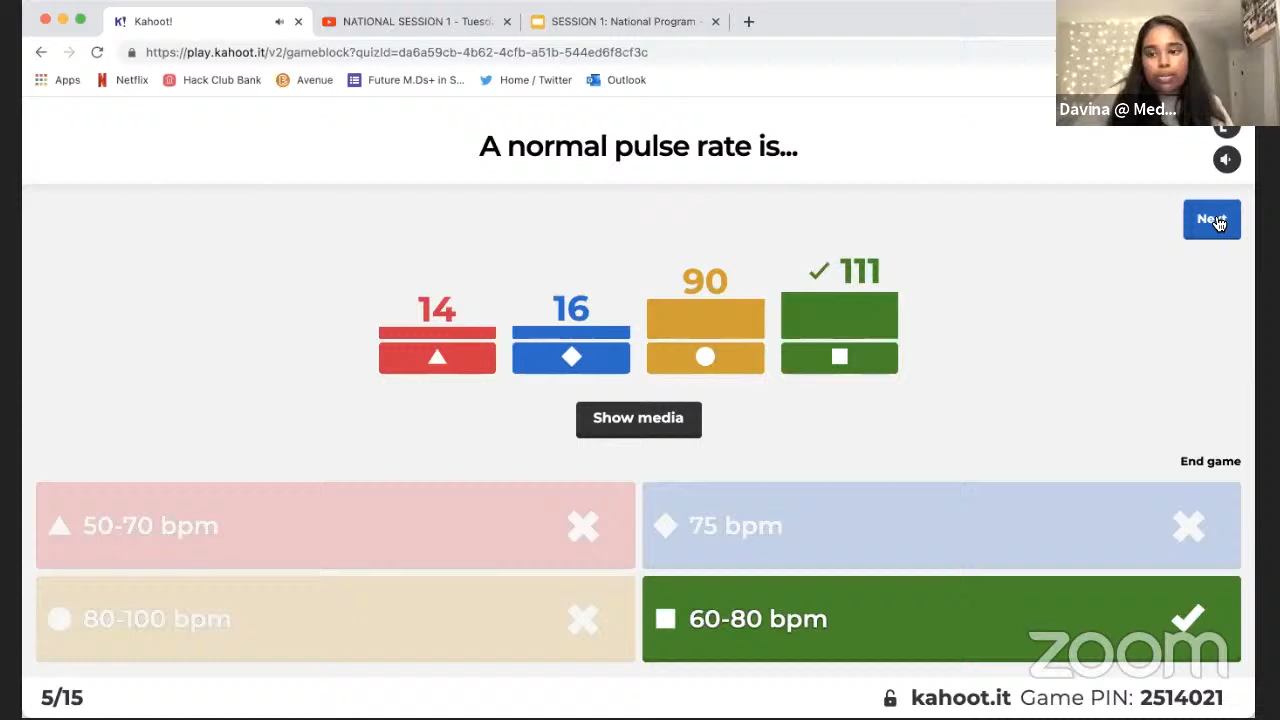 K! Kahoot!
NATIONAL SESSION 1 - Tuesd
SESSION 1: National Program -
https://play.kahoot.it/v2/gameblock?quizId=da6a59cb-4b62-4cfb-a51b-544ed6f8cf3c
Apps
Netflix
Hack Club Bank
Avenue
Future M.Ds+ in S...
Home / Twitter
Outlook
Davina @ Med...
A normal pulse rate is...
Next
14
16
90
111
Show media
End game
50-70 bpm
75 bpm
80-100 bpm
60-80 bpm
zoom
5/15
kahoot.it Game PIN: 2514021